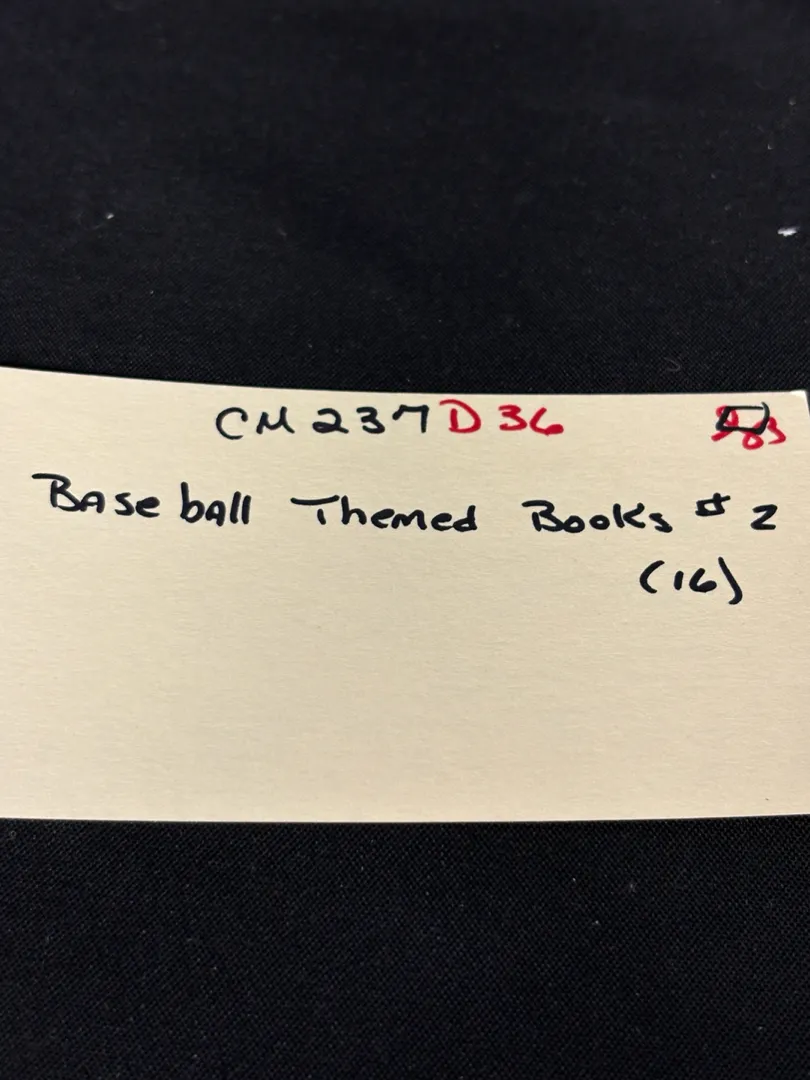 CM237D36
Baseball Themed Books # 2
(16)